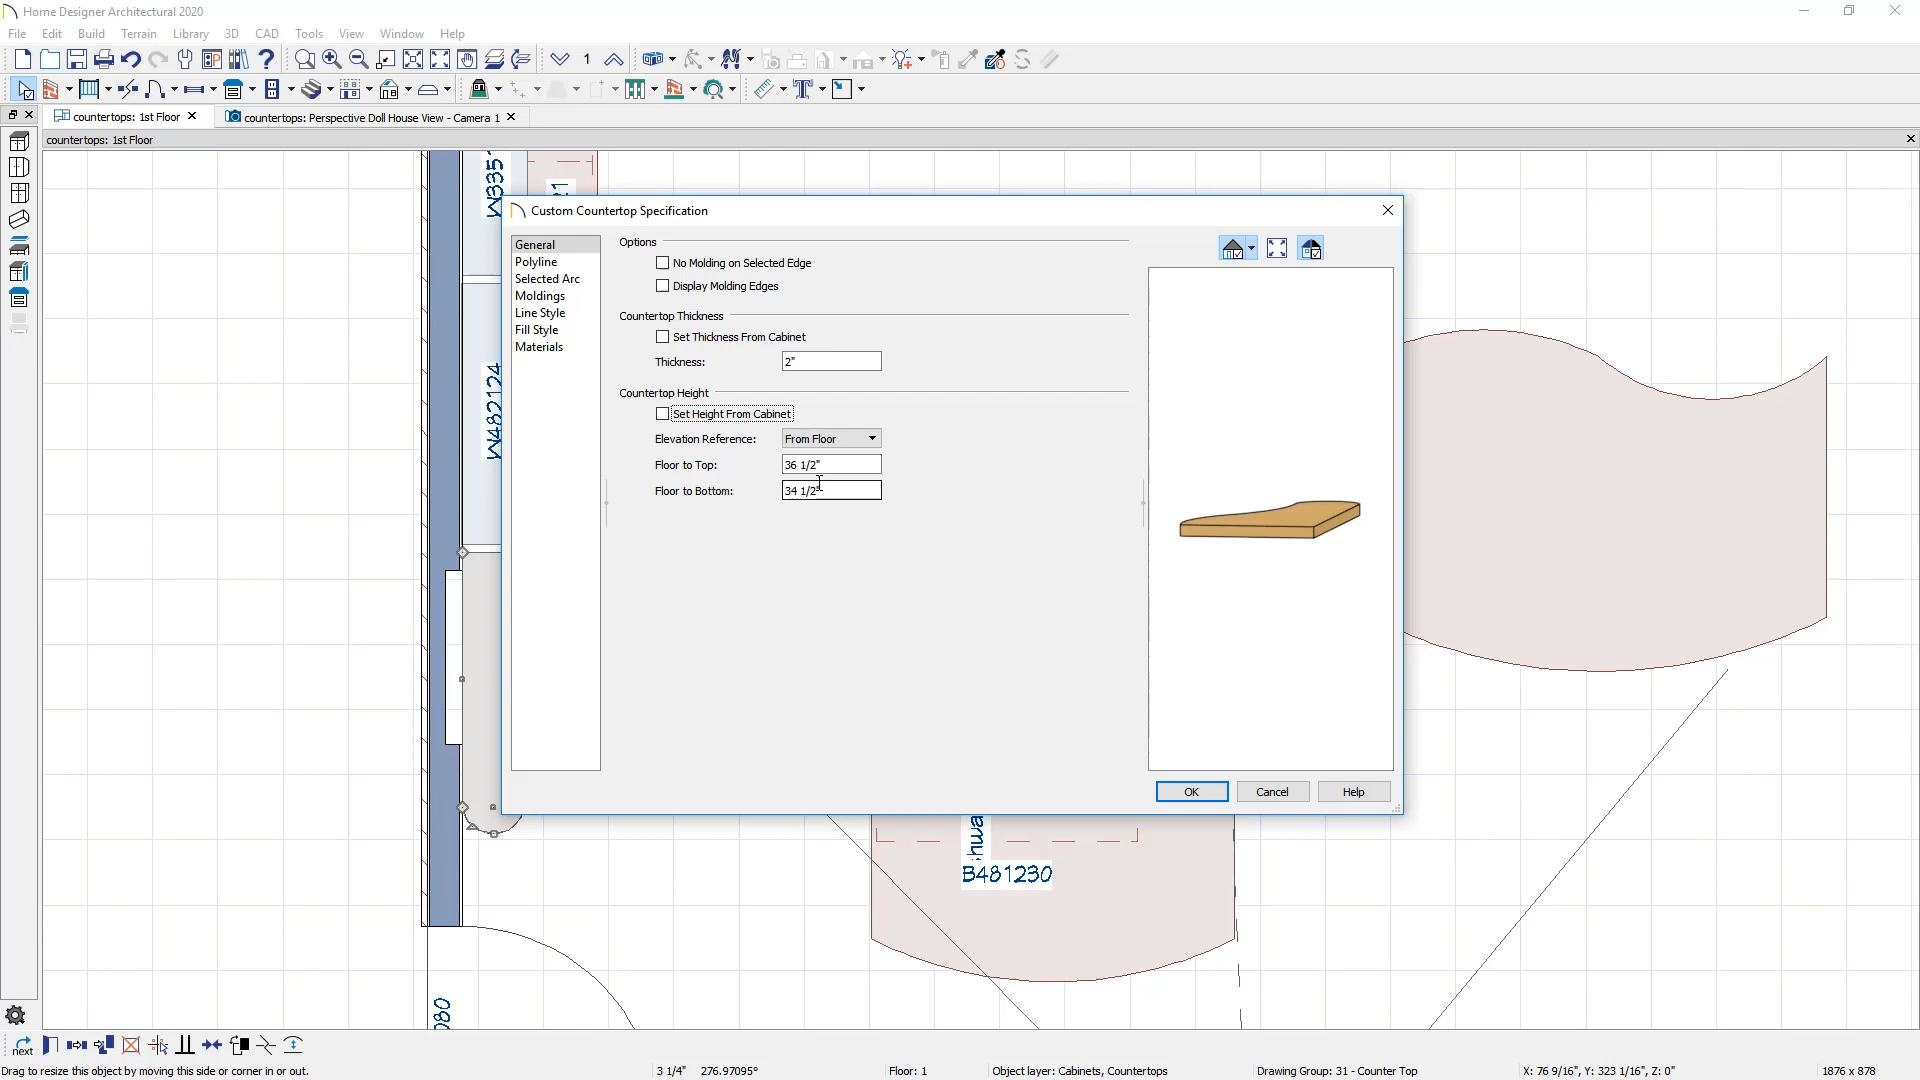 Home Designer Architectural 2020
File Edit Build Terrain Library 3D CAD Tools View Window Help
1
countertops: 1st Floor
countertops: Perspective Doll House View - Camera 1
countertops: 1st Floor
Custom Countertop Specification
General
Polyline
Selected Arc
Moldings
Line Style
Fill Style
Materials
Options
No Molding on Selected Edge
Display Molding Edges
Countertop Thickness
Set Thickness From Cabinet
Thickness: 2"
Countertop Height
Set Height From Cabinet
Elevation Reference: From Floor
Floor to Top: 36 1/2"
Floor to Bottom: 34 1/2"
OK Cancel Help
W482124
B481230
next
Drag to resize this object by moving this side or corner in or out.
3 1/4" 276.97095°
Floor: 1
Object layer: Cabinets, Countertops
Drawing Group: 31 - Counter Top
X: 76 9/16", Y: 323 1/16", Z: 0"
1876 x 878